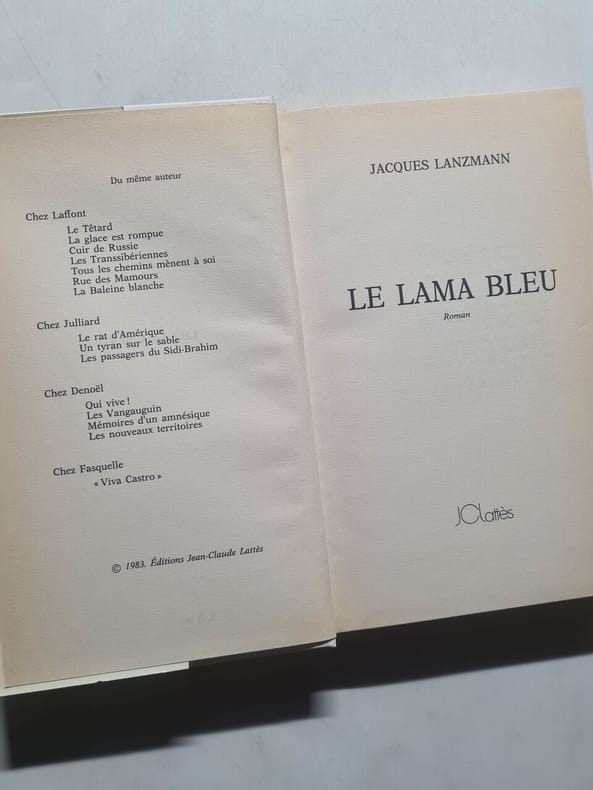 Du même auteur
Chez Laffont
Le Têtard
La glace est rompue
Cuir de Russie
Les Transsibériennes
Tous les chemins mènent à soi
Rue des Mamours
La Baleine blanche
Chez Julliard
Le rat d'Amérique
Un tyran sur le sable
Les passagers du Sidi-Brahim
Chez Denoël
Qui vive !
Les Vangauguin
Mémoires d'un amnésique
Les nouveaux territoires
Chez Fasquelle
« Viva Castro »
© 1983. Éditions Jean-Claude Lattès
JACQUES LANZMANN
LE LAMA BLEU
Roman
JCLattès